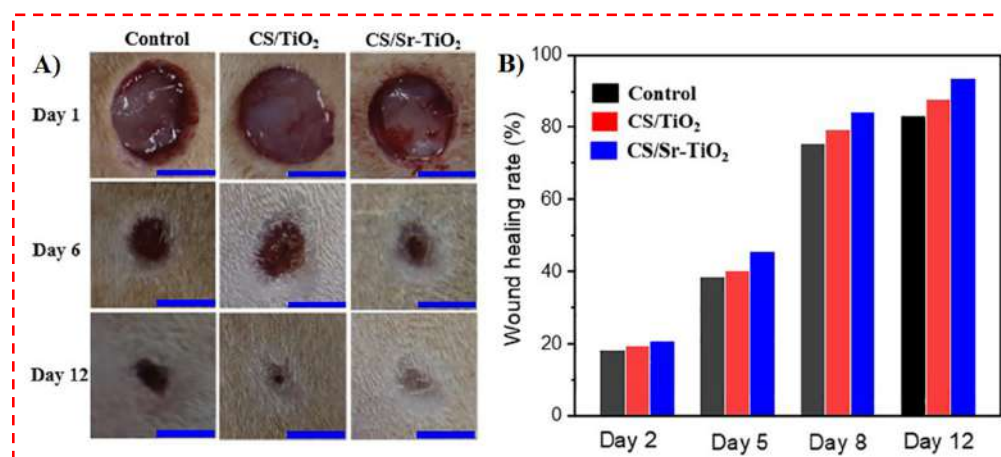 A)
Control CS/TiO₂ CS/Sr-TiO₂
Day 1
Day 6
Day 12
B)
Control
CS/TiO₂
CS/Sr-TiO₂
Wound healing rate (%)
100
80
60
40
20
0
Day 2 Day 5 Day 8 Day 12